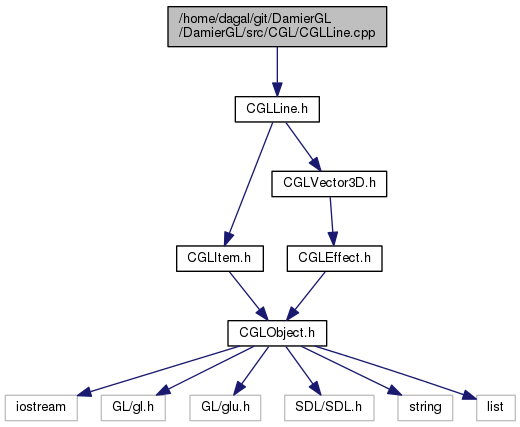 /home/dagal/git/DamierGL
/DamierGL/src/CGL/CGLLine.cpp
CGLLine.h
CGLVector3D.h
CGLItem.h
CGLEffect.h
CGLObject.h
iostream
GL/gl.h
GL/glu.h
SDL/SDL.h
string
list